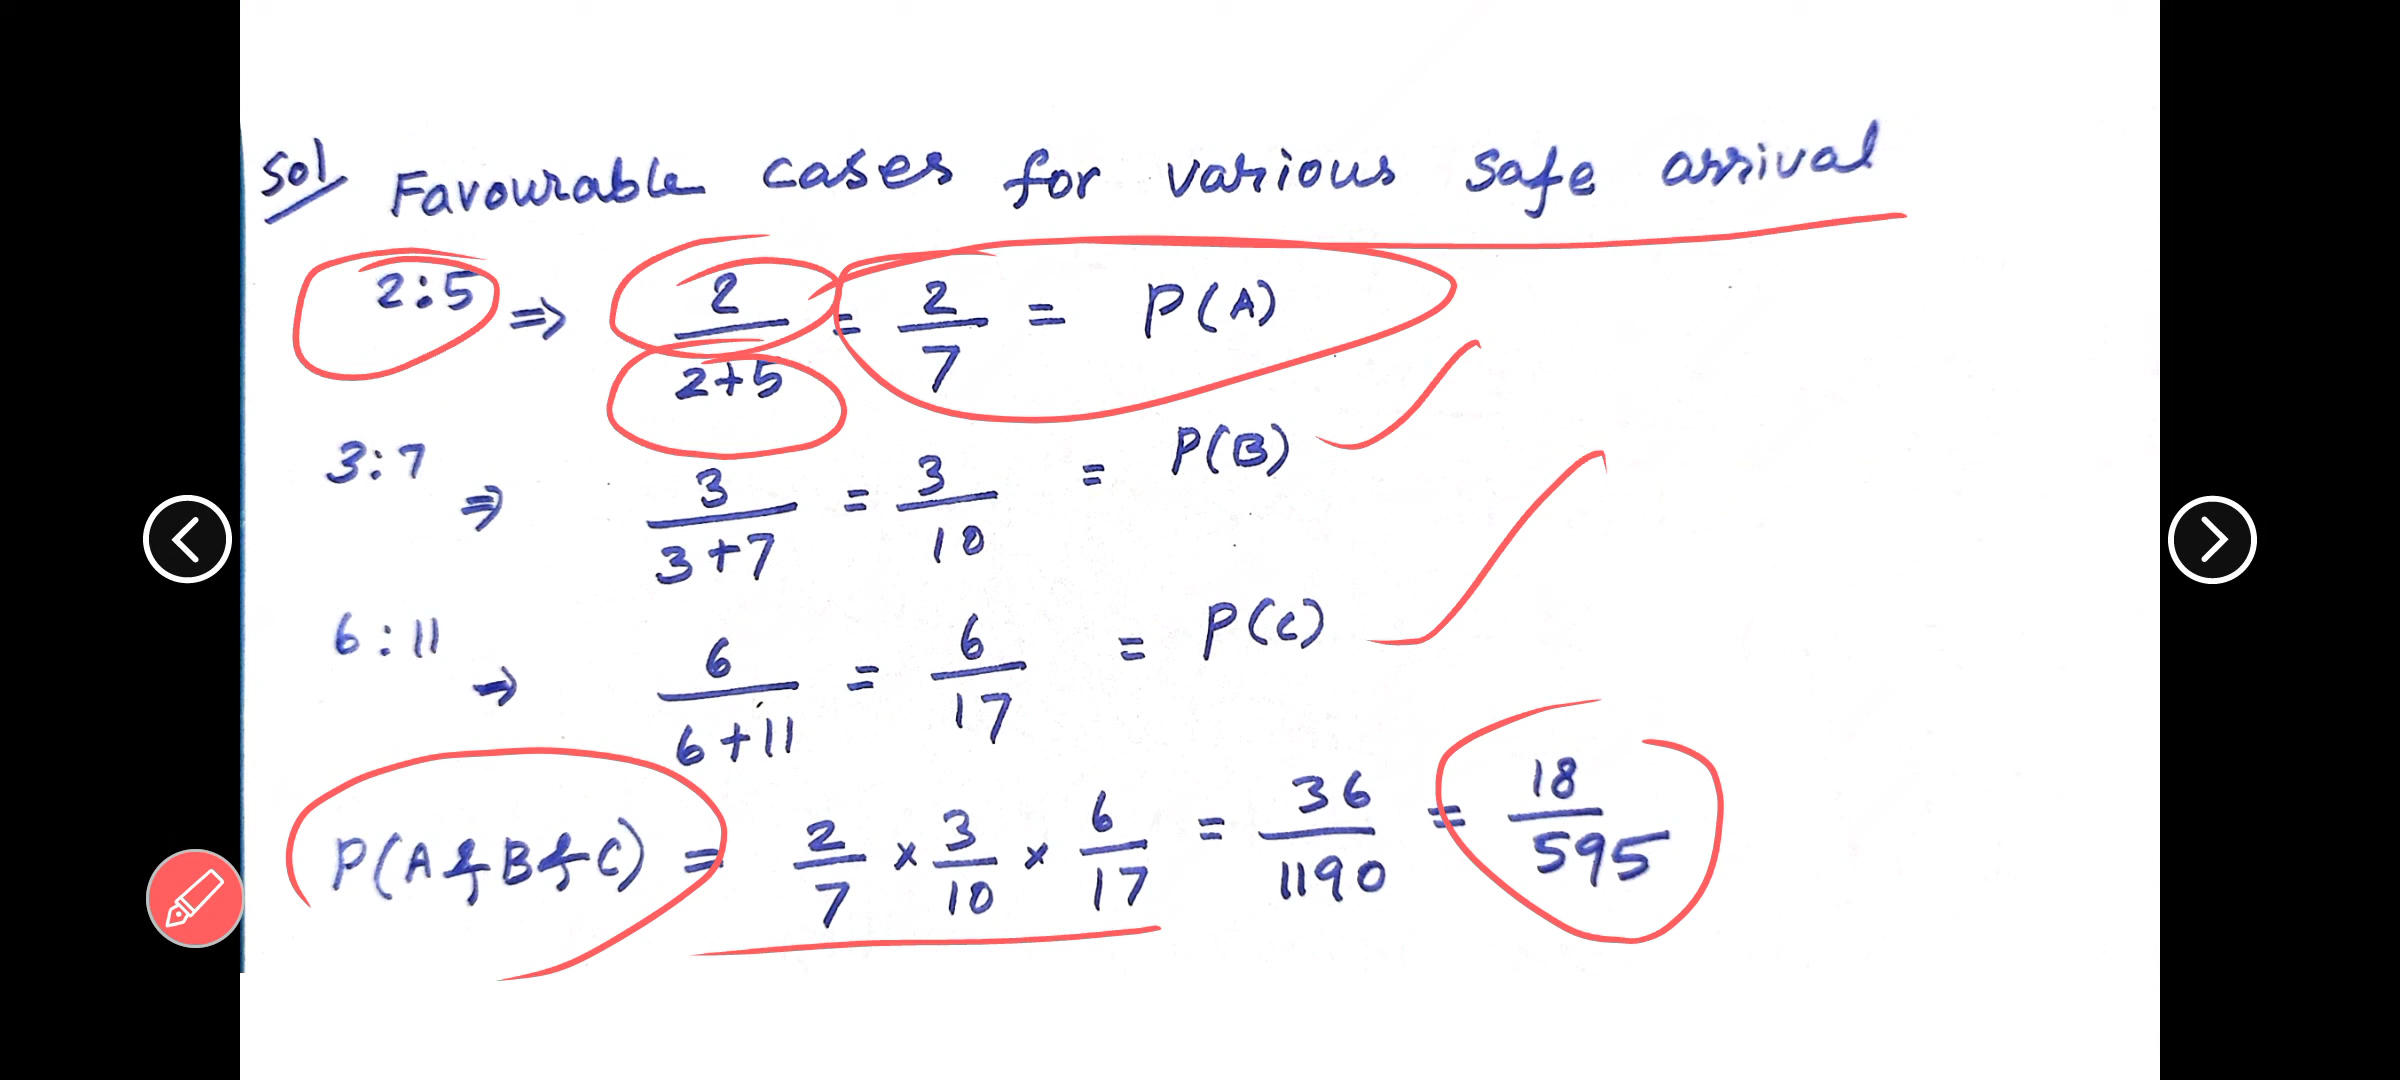 Sol Favourable cases for various safe arrival
2:5 ⇒ 2/(2+5) = 2/7 = P(A)
3:7 ⇒ 3/(3+7) = 3/10 = P(B)
6:11 → 6/(6+11) = 6/17 = P(C)
P(A & B & C) = 2/7 × 3/10 × 6/17 = 36/1190 = 18/595